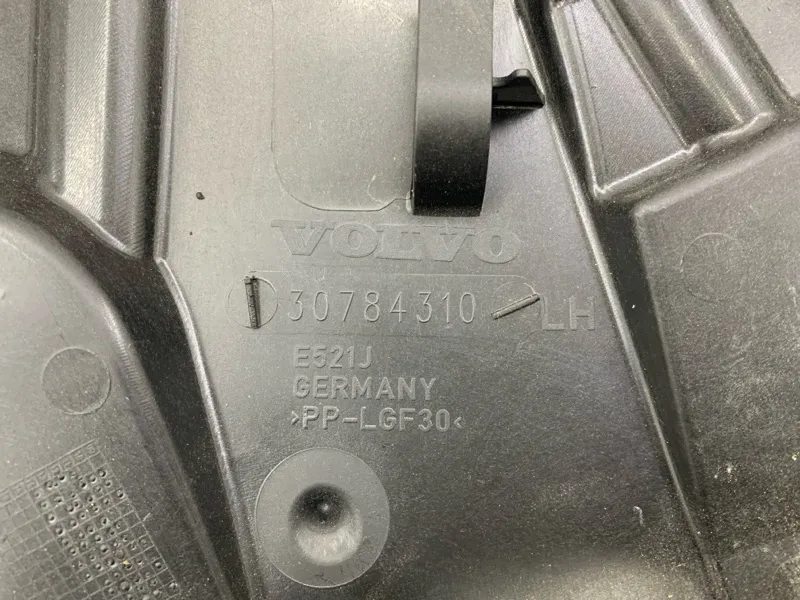 VOLVO
30784310 LH
E521J
GERMANY
>PP-LGF30<